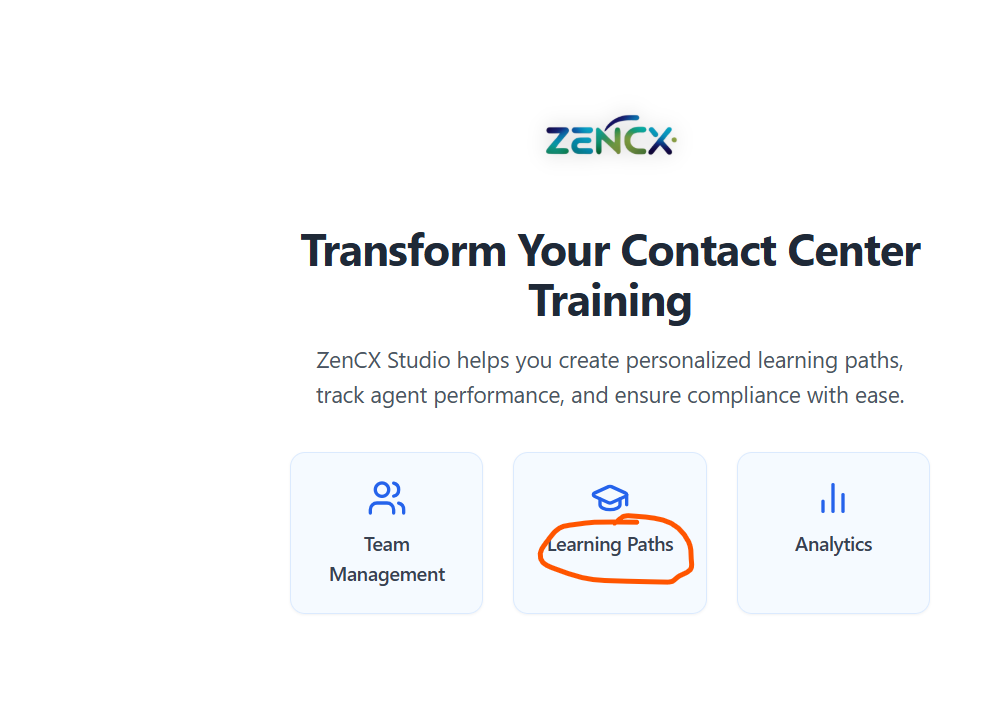 ZENCX
Transform Your Contact Center
Training
ZenCX Studio helps you create personalized learning paths,
track agent performance, and ensure compliance with ease.
Team
Management
Learning Paths
Analytics